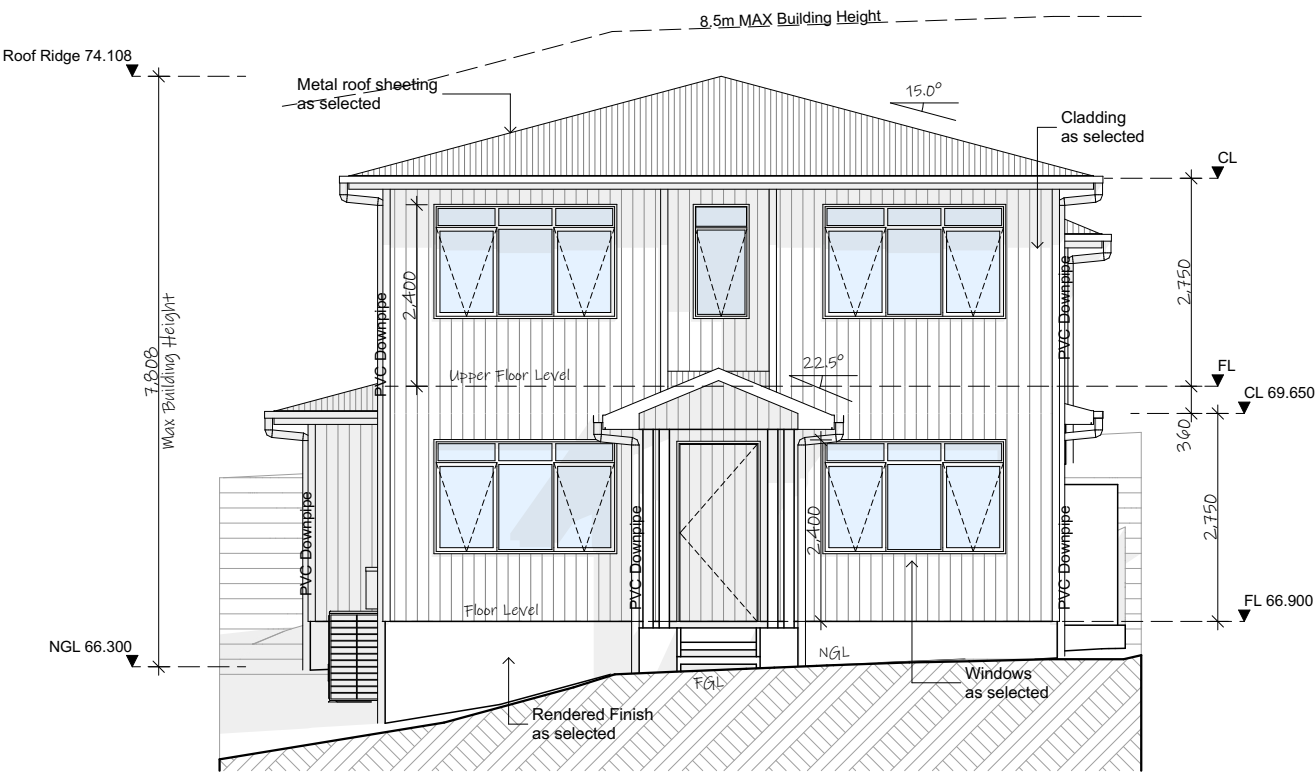 8.5m MAX Building Height
Roof Ridge 74.108
Metal roof sheeting
as selected
15.0°
Cladding
as selected
CL
2,400
2,750
PVC Downpipe
PVC Downpipe
7,808
Max Building Height
Upper Floor Level
22.5°
FL
CL 69.650
360
PVC Downpipe
PVC Downpipe
2,400
PVC Downpipe
2,750
Floor Level
FL 66.900
NGL 66.300
NGL
FGL
Windows
as selected
Rendered Finish
as selected